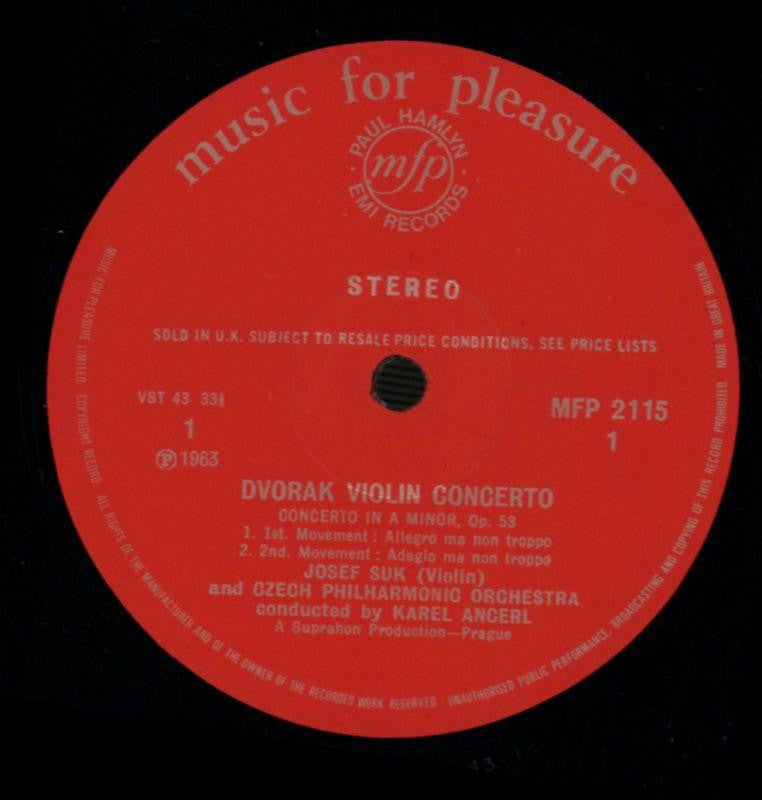 music for pleasure
PAUL HAMLYN
mfp
EMI RECORDS
STEREO
SOLD IN U.K. SUBJECT TO RESALE PRICE CONDITIONS, SEE PRICE LISTS
VST 43 33⅓
MFP 2115
1
1
Ⓟ 1963
DVORAK VIOLIN CONCERTO
CONCERTO IN A MINOR, Op. 53
1. 1st. Movement : Allegro ma non troppo
2. 2nd. Movement : Adagio ma non troppo
JOSEF SUK (Violin)
and CZECH PHILHARMONIC ORCHESTRA
conducted by KAREL ANCERL
A Suprahon Production—Prague
MUSIC FOR PLEASURE LIMITED. COPYRIGHT RECORD. ALL RIGHTS OF THE MANUFACTURER AND OF THE OWNER OF THE RECORDED WORK RESERVED. UNAUTHORISED PUBLIC PERFORMANCE, BROADCASTING AND COPYING OF THIS RECORD PROHIBITED. MADE IN GREAT BRITAIN